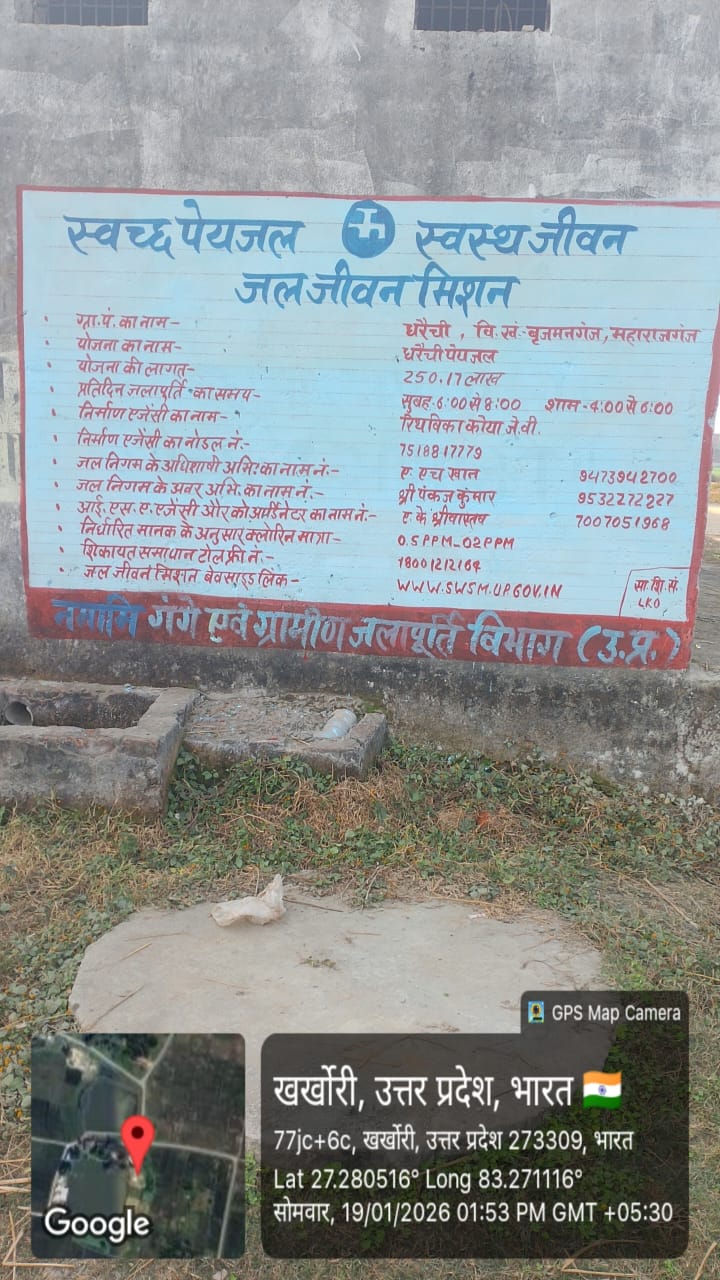 स्वच्छ पेयजल स्वस्थ जीवन
जल जीवन मिशन
• ग्रा.पं. का नाम- धरैची, वि.खं.-बृजमनगंज, महाराजगंज
• योजना का नाम- धरैची पेयजल
• योजना की लागत- 250.17 लाख
• प्रतिदिन जलापूर्ति का समय- सुबह-6:00 से 8:00 शाम-4:00 से 6:00
• निर्माण एजेंसी का नाम- रिथविका कोया जे.वी.
• निर्माण एजेंसी का नोडल नं:- 7518817779
• जल निगम के अधिशाषी अभि. का नाम नं:- ए. एच खान 9473942700
• जल निगम के अवर अभि. का नाम नं:- श्री पंकज कुमार 9532272227
• आई.एस.ए. एजेंसी और कोआर्डिनेटर का नाम नं:- ए. के श्रीवास्तव 7007051968
• निर्धारित मानक के अनुसार क्लोरिन मात्रा- 0.5 PPM-02PPM
• शिकायत समाधान टोल फ्री नं:- 18001212164
• जल जीवन मिशन बेवसाइड लिंक- WWW.SWSM.UP.GOV.IN
सा.शि.सं.
LKO
नमामि गंगे एवं ग्रामीण जलापूर्ति विभाग (उ.प्र.)
GPS Map Camera
खर्खोरी, उत्तर प्रदेश, भारत
77jc+6c, खर्खोरी, उत्तर प्रदेश 273309, भारत
Lat 27.280516° Long 83.271116°
सोमवार, 19/01/2026 01:53 PM GMT +05:30
Google